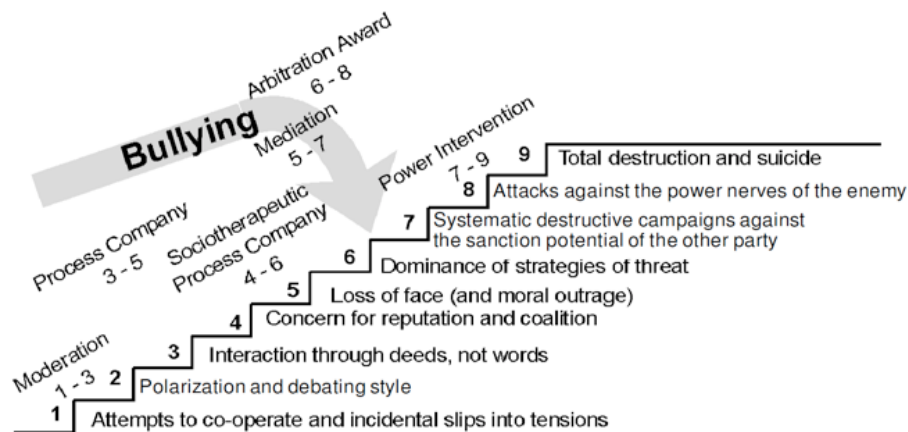 Arbitration Award
6 - 8
Bullying
Mediation
5 - 7
Power Intervention
7 - 9
Process Company
3 - 5
Sociotherapeutic
Process Company
4 - 6
Moderation
1 - 3
9 Total destruction and suicide
8 Attacks against the power nerves of the enemy
7 Systematic destructive campaigns against
the sanction potential of the other party
6 Dominance of strategies of threat
5 Loss of face (and moral outrage)
4 Concern for reputation and coalition
3 Interaction through deeds, not words
2 Polarization and debating style
1 Attempts to co-operate and incidental slips into tensions